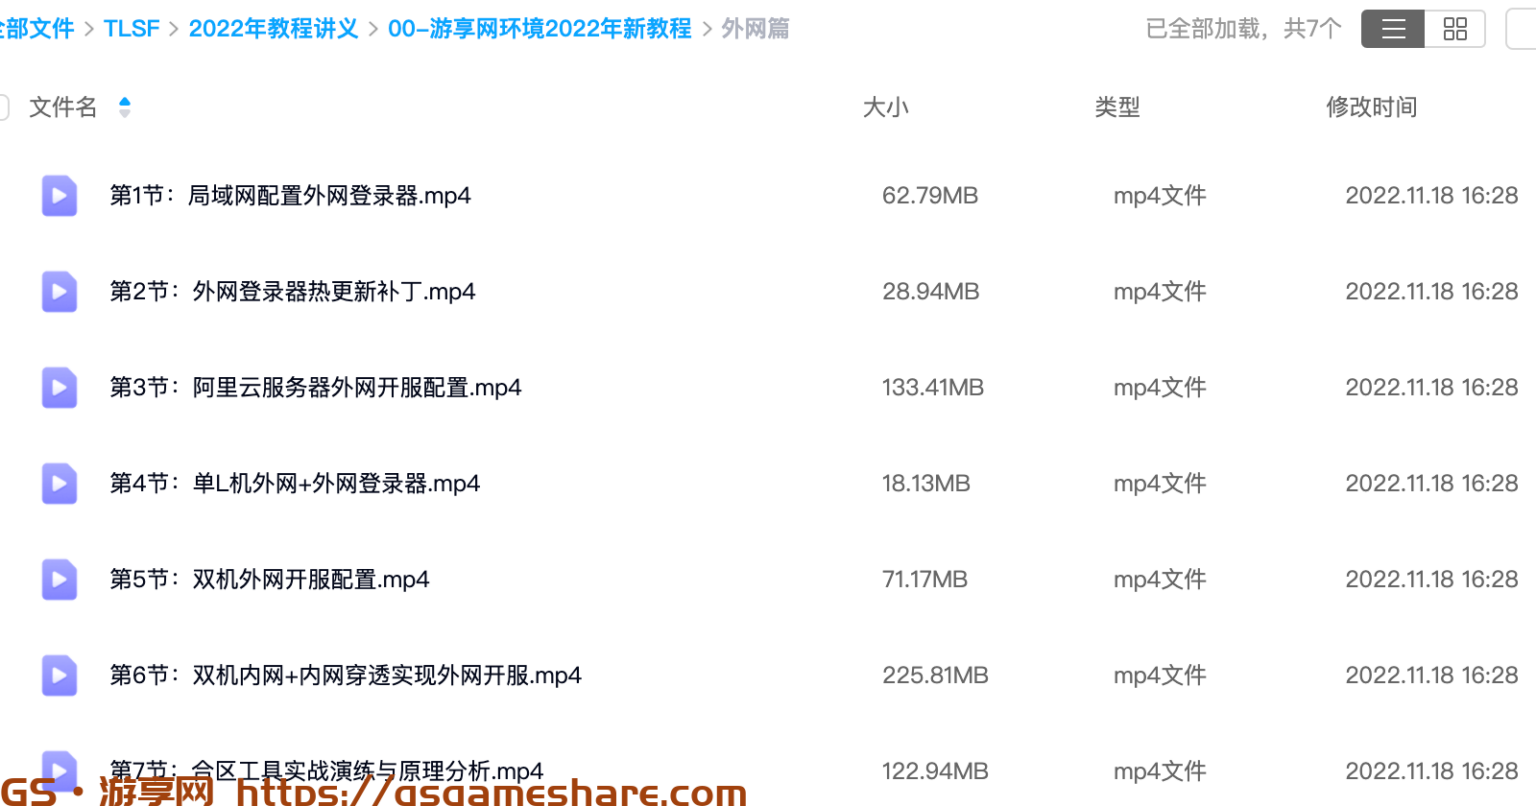 全部文件 > TLSF > 2022年教程讲义 > 00-游享网环境2022年新教程 > 外网篇 已全部加载，共7个
文件名 大小 类型 修改时间
第1节：局域网配置外网登录器.mp4 62.79MB mp4文件 2022.11.18 16:28
第2节：外网登录器热更新补丁.mp4 28.94MB mp4文件 2022.11.18 16:28
第3节：阿里云服务器外网开服配置.mp4 133.41MB mp4文件 2022.11.18 16:28
第4节：单L机外网+外网登录器.mp4 18.13MB mp4文件 2022.11.18 16:28
第5节：双机外网开服配置.mp4 71.17MB mp4文件 2022.11.18 16:28
第6节：双机内网+内网穿透实现外网开服.mp4 225.81MB mp4文件 2022.11.18 16:28
第7节：合区工具实战演练与原理分析.mp4 122.94MB mp4文件 2022.11.18 16:28
GS·游享网 https://gsgameshare.com